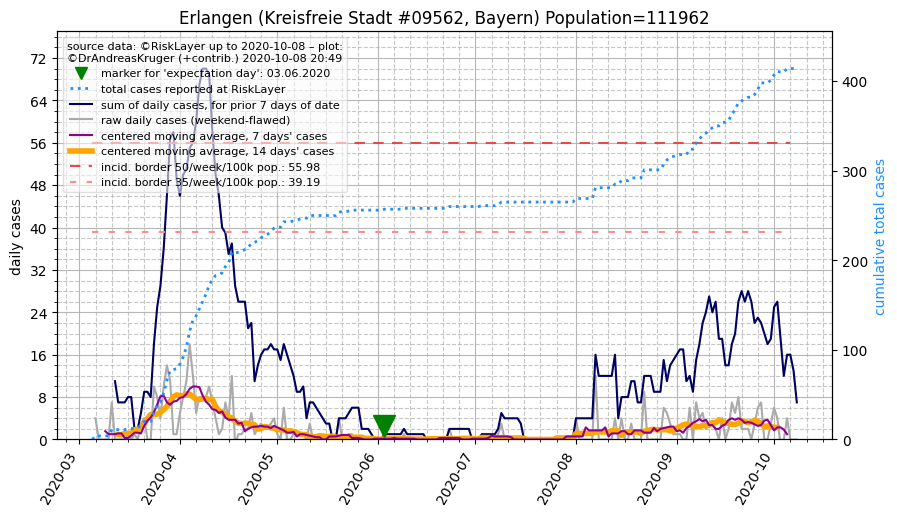 Erlangen (Kreisfreie Stadt #09562, Bayern) Population=111962
source data: ©RiskLayer up to 2020-10-08 – plot:
©DrAndreasKruger (+contrib.) 2020-10-08 20:49
marker for 'expectation day': 03.06.2020
total cases reported at RiskLayer
sum of daily cases, for prior 7 days of date
raw daily cases (weekend-flawed)
centered moving average, 7 days' cases
centered moving average, 14 days' cases
incid. border 50/week/100k pop.: 55.98
incid. border 35/week/100k pop.: 39.19
daily cases
72
64
56
48
40
32
24
16
8
0
cumulative total cases
400
300
200
100
0
2020-03
2020-04
2020-05
2020-06
2020-07
2020-08
2020-09
2020-10